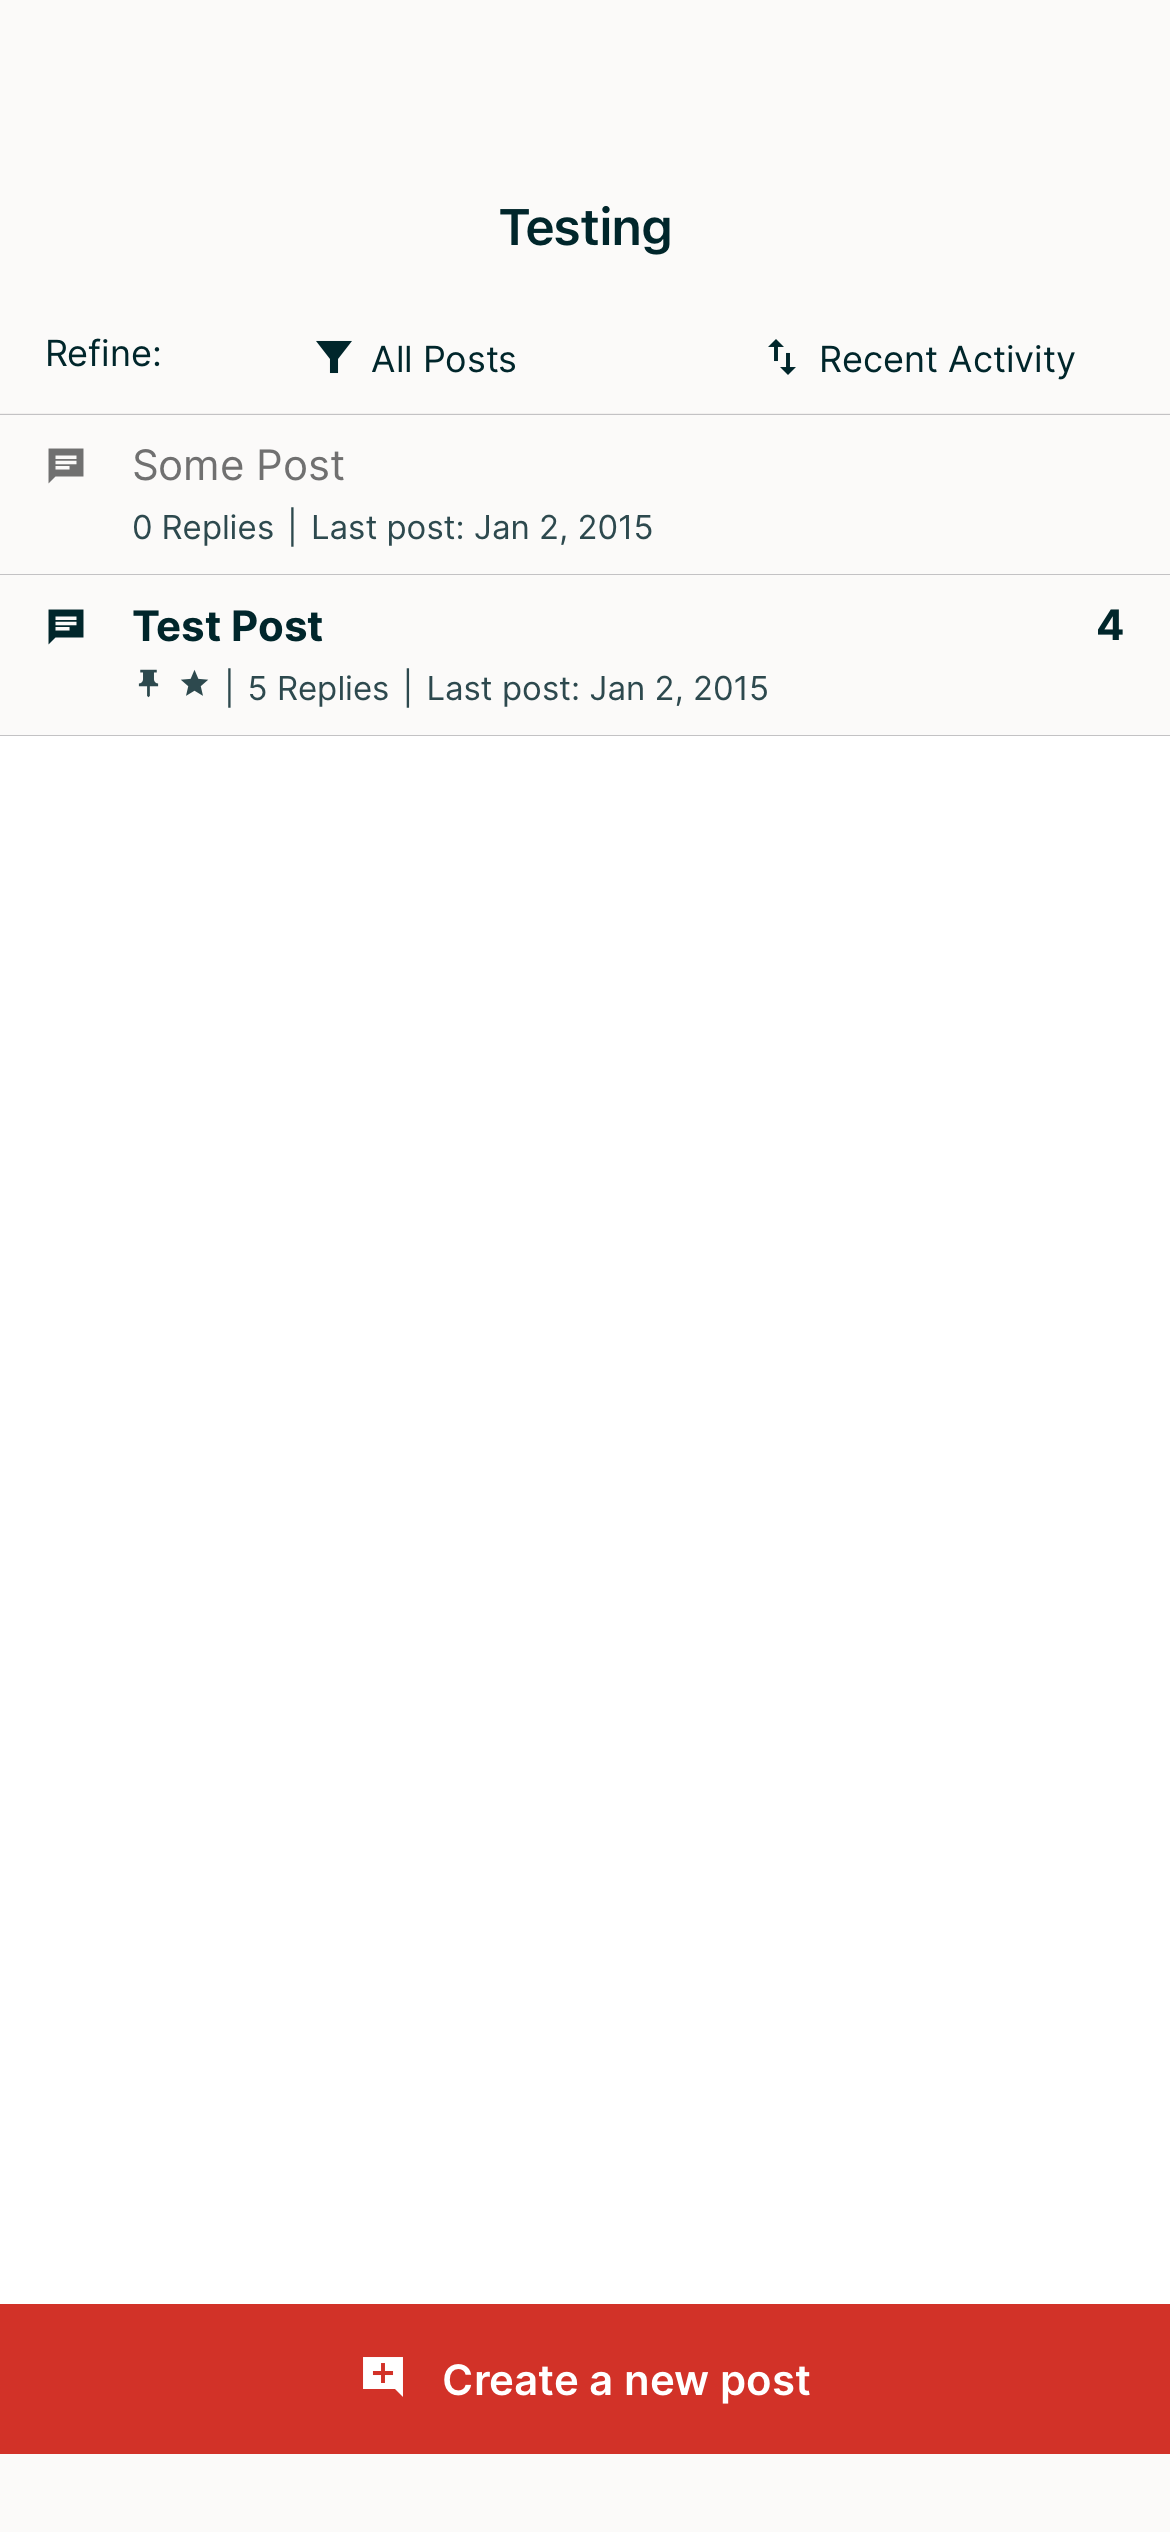 Testing
Refine: All Posts Recent Activity
Some Post
0 Replies | Last post: Jan 2, 2015
Test Post 4
| 5 Replies | Last post: Jan 2, 2015
Create a new post